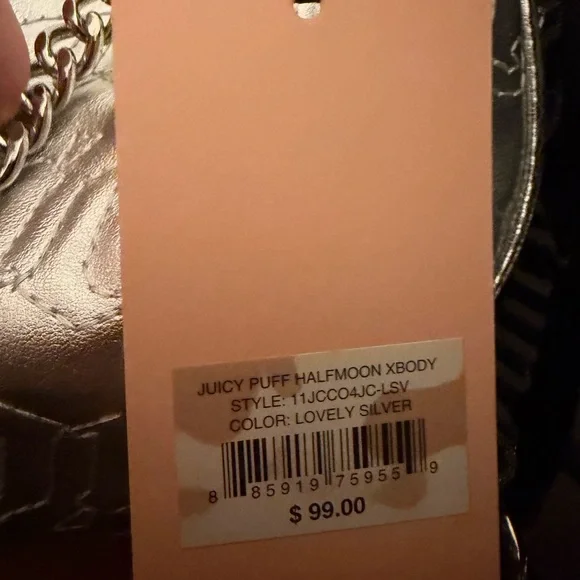 JUICY PUFF HALFMOON XBODY
STYLE: 11JCCO4JC-LSV
COLOR: LOVELY SILVER
8 85919 75955 9
$ 99.00